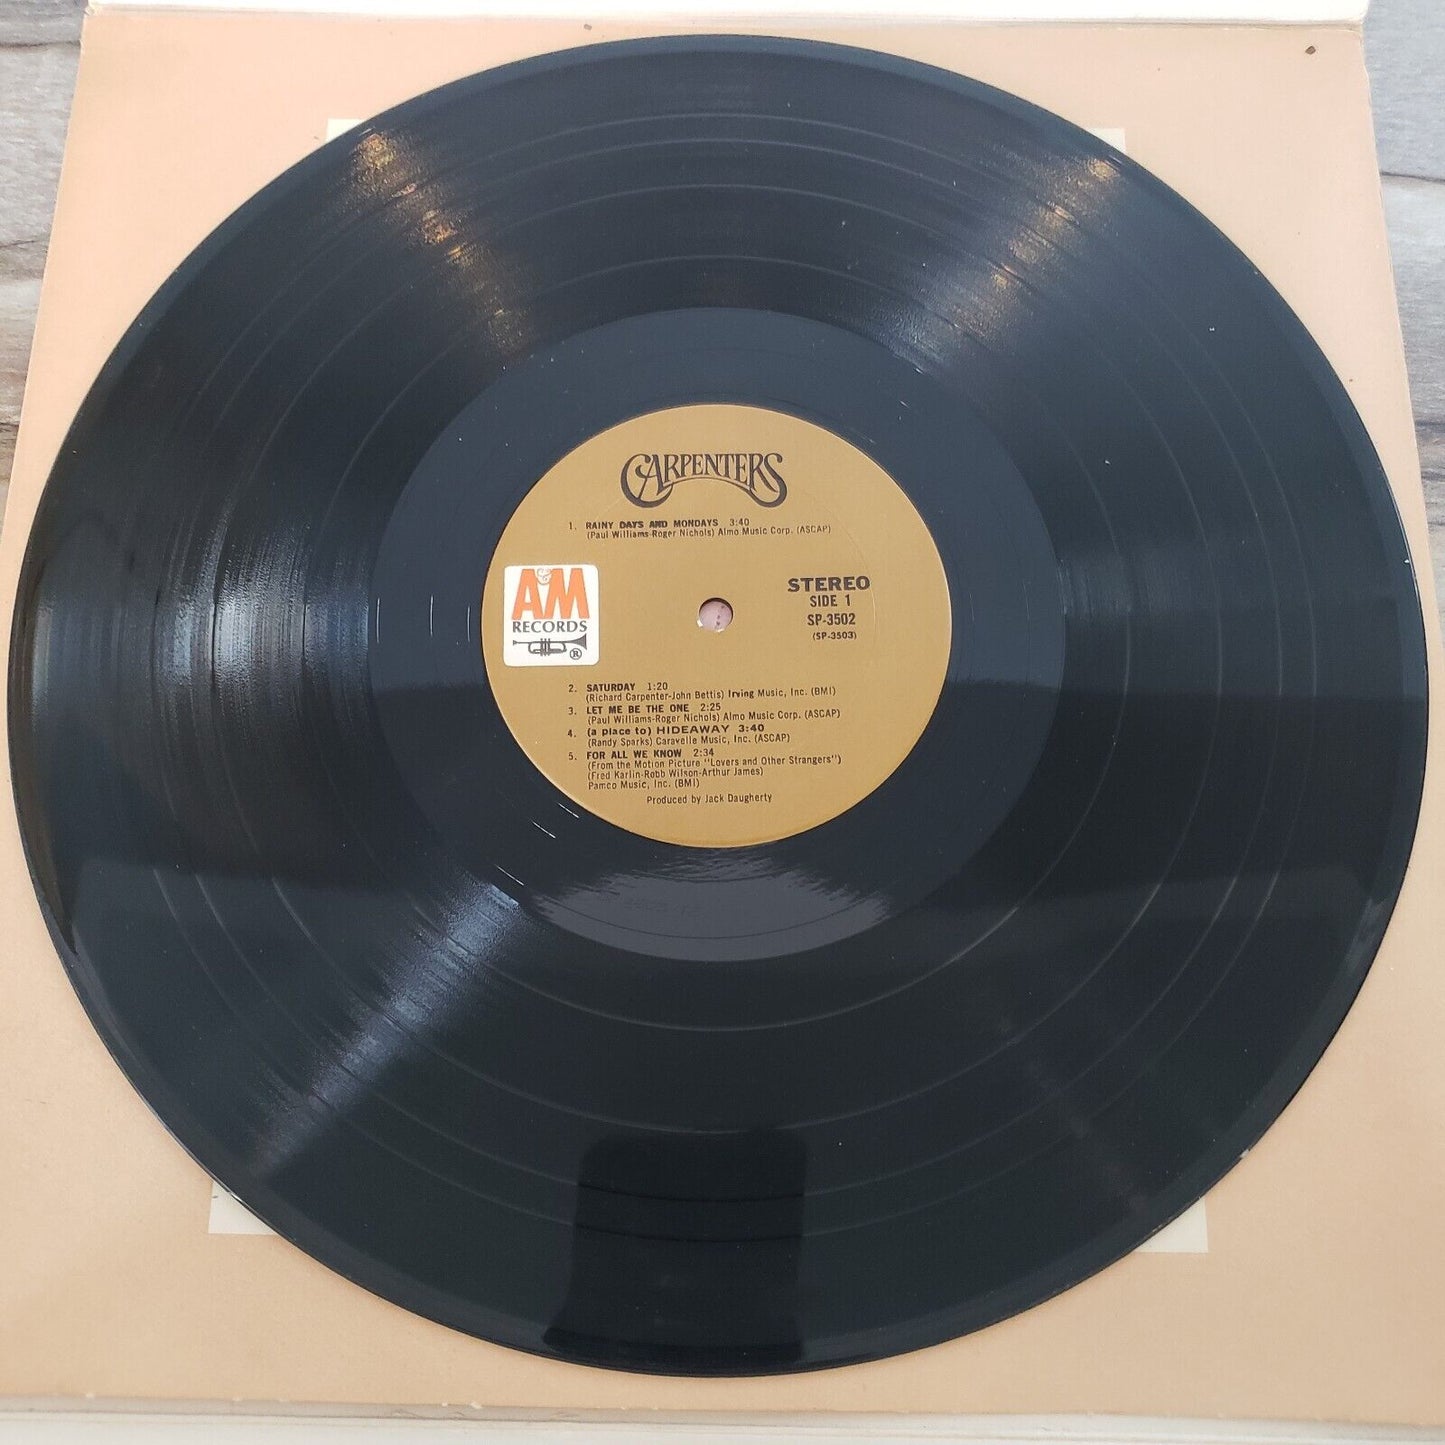 CARPENTERS
1. RAINY DAYS AND MONDAYS 3:40
(Paul Williams-Roger Nichols) Almo Music Corp. (ASCAP)
A&M
RECORDS
®
STEREO
SIDE 1
SP-3502
(SP-3503)
2. SATURDAY 1:20
(Richard Carpenter-John Bettis) Irving Music, Inc. (BMI)
3. LET ME BE THE ONE 2:25
(Paul Williams-Roger Nichols) Almo Music Corp. (ASCAP)
4. (a place to) HIDEAWAY 3:40
(Randy Sparks) Caravelle Music, Inc. (ASCAP)
5. FOR ALL WE KNOW 2:34
(From the Motion Picture "Lovers and Other Strangers")
(Fred Karlin-Robb Wilson-Arthur James)
Pamco Music, Inc. (BMI)
Produced by Jack Daugherty